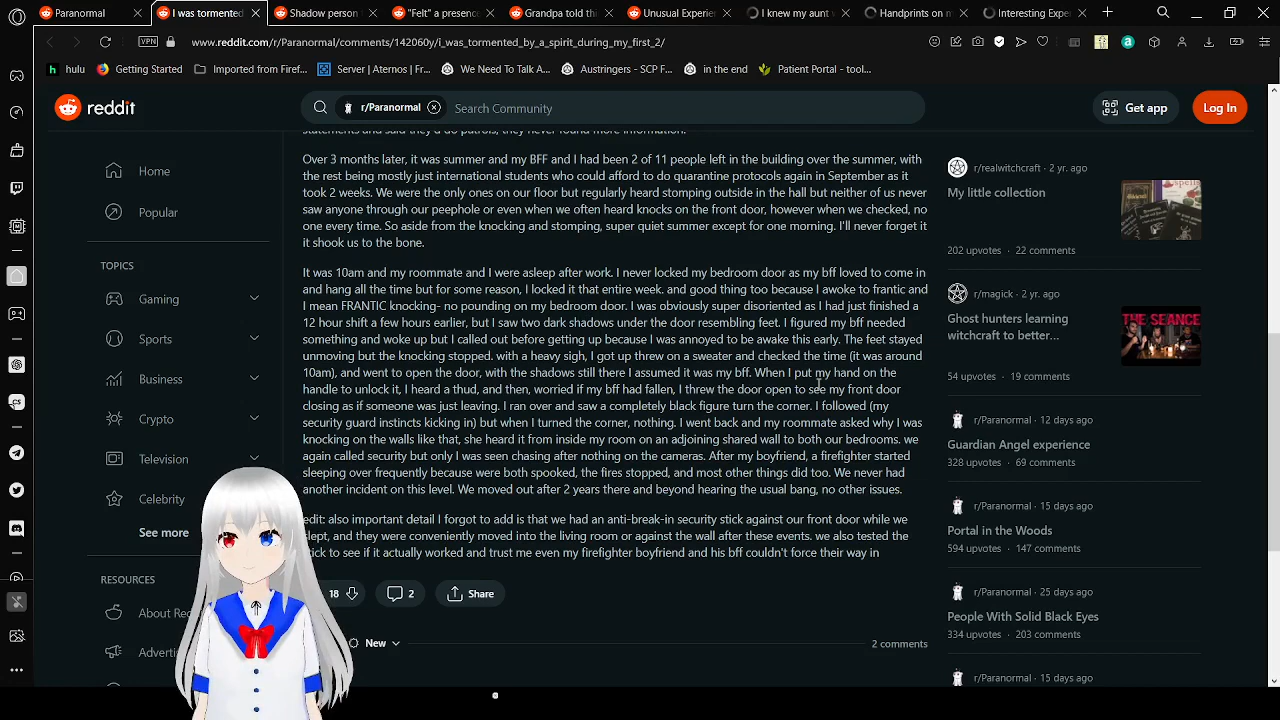 Paranormal
I was tormented
Shadow person
"Felt" a presence
Grandpa told th
Unusual Experie
I knew my aunt
Handprints on m
Interesting Expe
VPN
www.reddit.com/r/Paranormal/comments/142060y/i_was_tormented_by_a_spirit_during_my_first_2/
hulu
Getting Started
Imported from Firef...
Server | Aternos | Fr...
We Need To Talk A...
Austringers - SCP F...
in the end
Patient Portal - tool...
reddit
r/Paranormal
Search Community
Get app
Log In
statements and said they'd do patrols, they never found more information.
Over 3 months later, it was summer and my BFF and I had been 2 of 11 people left in the building over the summer, with
the rest being mostly just international students who could afford to do quarantine protocols again in September as it
took 2 weeks. We were the only ones on our floor but regularly heard stomping outside in the hall but neither of us never
saw anyone through our peephole or even when we often heard knocks on the front door, however when we checked, no
one every time. So aside from the knocking and stomping, super quiet summer except for one morning. I'll never forget it
it shook us to the bone.
It was 10am and my roommate and I were asleep after work. I never locked my bedroom door as my bff loved to come in
and hang all the time but for some reason, I locked it that entire week. and good thing too because I awoke to frantic and
I mean FRANTIC knocking- no pounding on my bedroom door. I was obviously super disoriented as I had just finished a
12 hour shift a few hours earlier, but I saw two dark shadows under the door resembling feet. I figured my bff needed
something and woke up but I called out before getting up because I was annoyed to be awake this early. The feet stayed
unmoving but the knocking stopped. with a heavy sigh, I got up threw on a sweater and checked the time (it was around
10am), and went to open the door, with the shadows still there I assumed it was my bff. When I put my hand on the
handle to unlock it, I heard a thud, and then, worried if my bff had fallen, I threw the door open to see my front door
closing as if someone was just leaving. I ran over and saw a completely black figure turn the corner. I followed (my
security guard instincts kicking in) but when I turned the corner, nothing. I went back and my roommate asked why I was
knocking on the walls like that, she heard it from inside my room on an adjoining shared wall to both our bedrooms. we
again called security but only I was seen chasing after nothing on the cameras. After my boyfriend, a firefighter started
sleeping over frequently because were both spooked, the fires stopped, and most other things did too. We never had
another incident on this level. We moved out after 2 years there and beyond hearing the usual bang, no other issues.
edit: also important detail I forgot to add is that we had an anti-break-in security stick against our front door while we
lept, and they were conveniently moved into the living room or against the wall after these events. we also tested the
tick to see if it actually worked and trust me even my firefighter boyfriend and his bff couldn't force their way in
18
2
Share
New
2 comments
Home
Popular
TOPICS
Gaming
Sports
Business
Crypto
Television
Celebrity
See more
RESOURCES
About Red
Adverti
r/realwitchcraft · 2 yr. ago
My little collection
202 upvotes · 22 comments
r/magick · 2 yr. ago
Ghost hunters learning
witchcraft to better...
THE SEANCE
54 upvotes · 19 comments
r/Paranormal · 12 days ago
Guardian Angel experience
328 upvotes · 69 comments
r/Paranormal · 15 days ago
Portal in the Woods
594 upvotes · 147 comments
r/Paranormal · 25 days ago
People With Solid Black Eyes
334 upvotes · 203 comments
r/Paranormal · 15 days ago